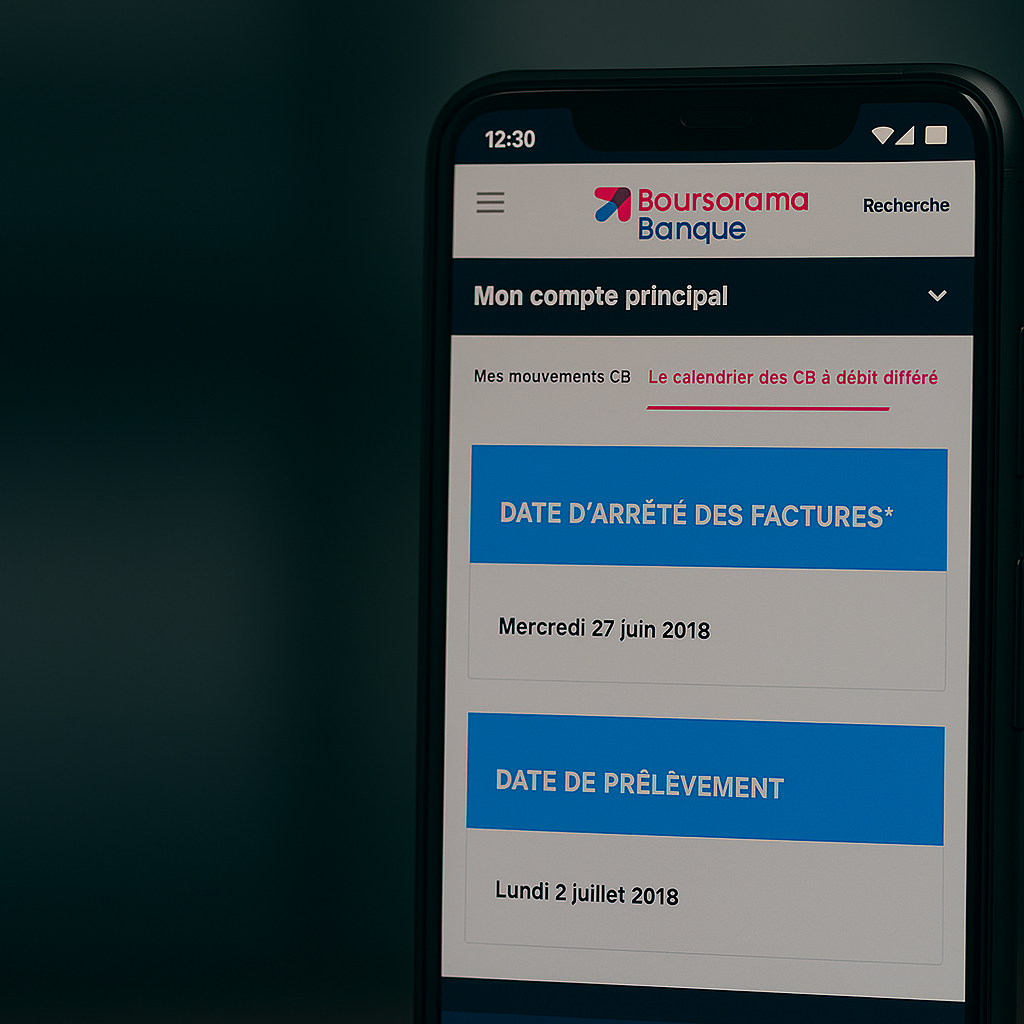 12:30
Boursorama
Banque
Recherche
Mon compte principal
Mes mouvements CB
Le calendrier des CB à débit différé
DATE D’ARRĚTÉ DES FACTURES*
Mercredi 27 juin 2018
DATE DE PRÊLÊVEMENT
Lundi 2 juillet 2018